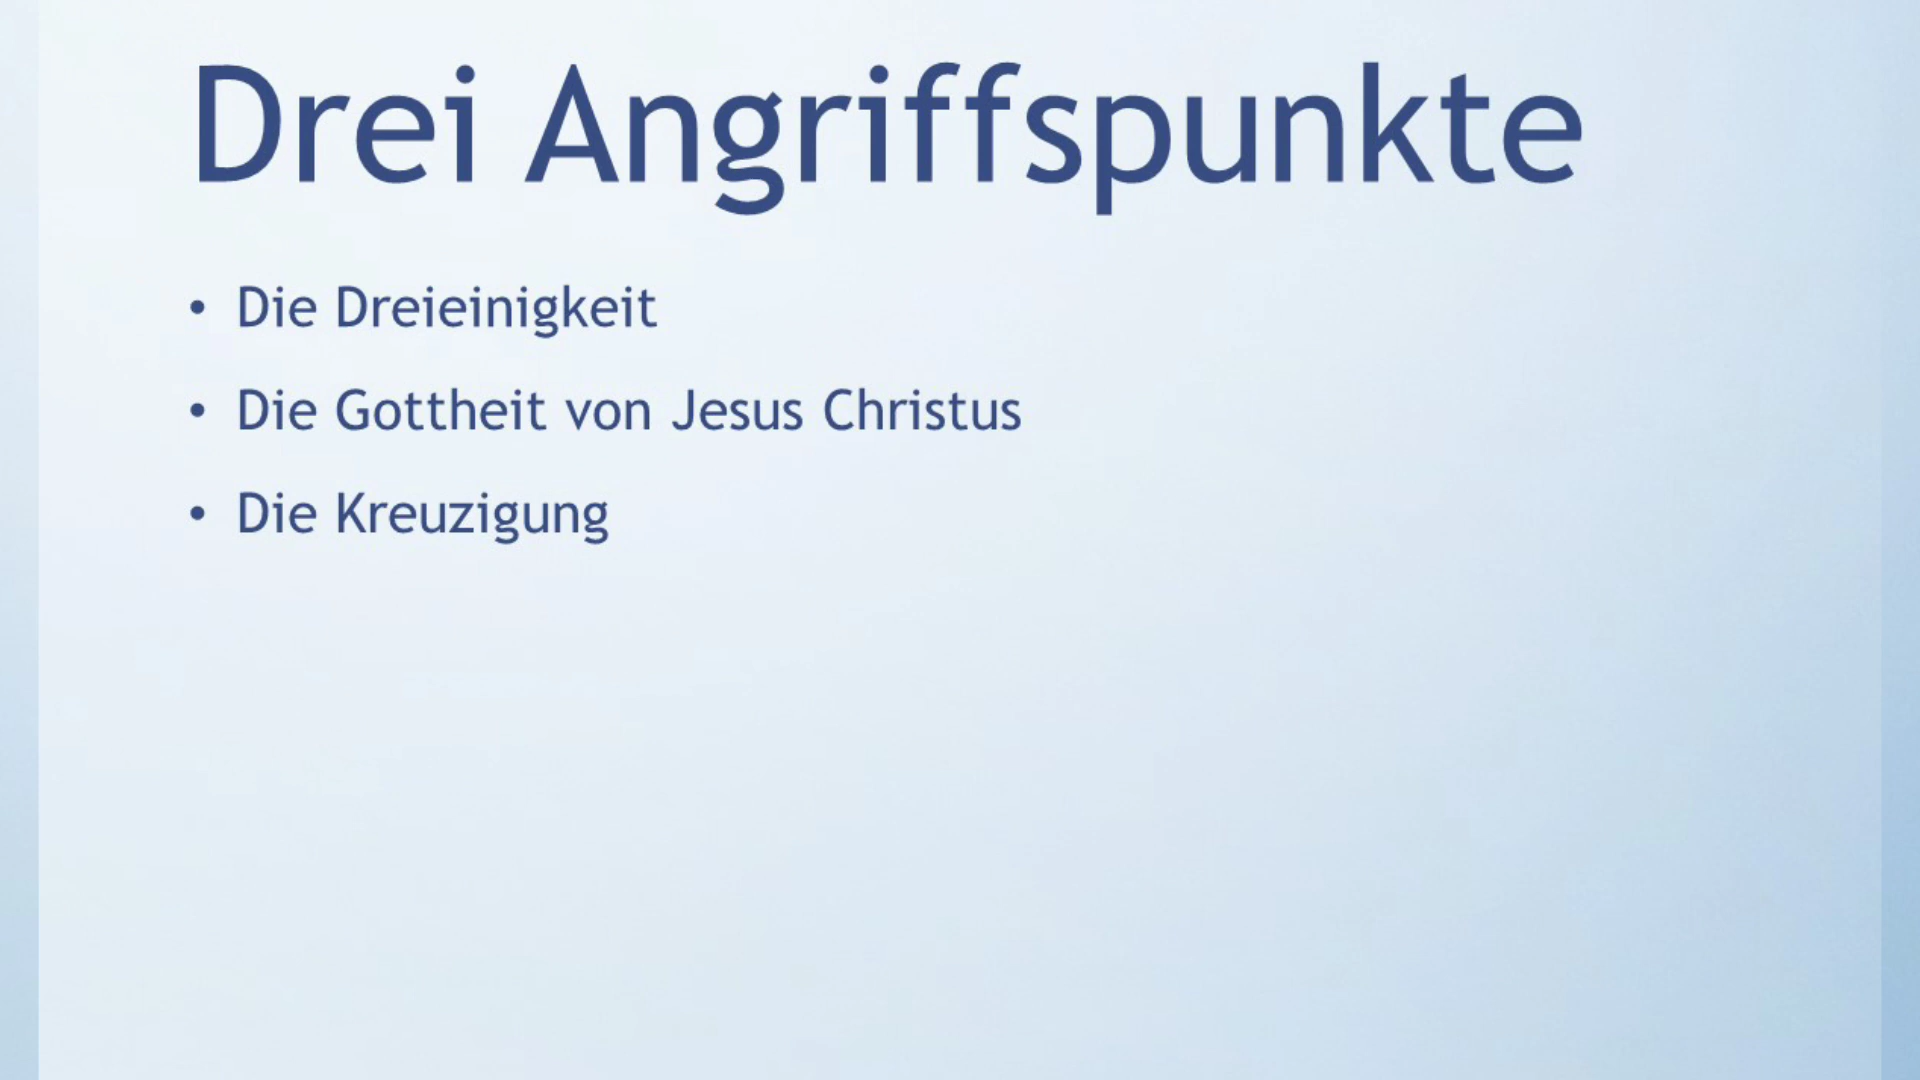 Drei Angriffspunkte
• Die Dreieinigkeit
• Die Gottheit von Jesus Christus
• Die Kreuzigung